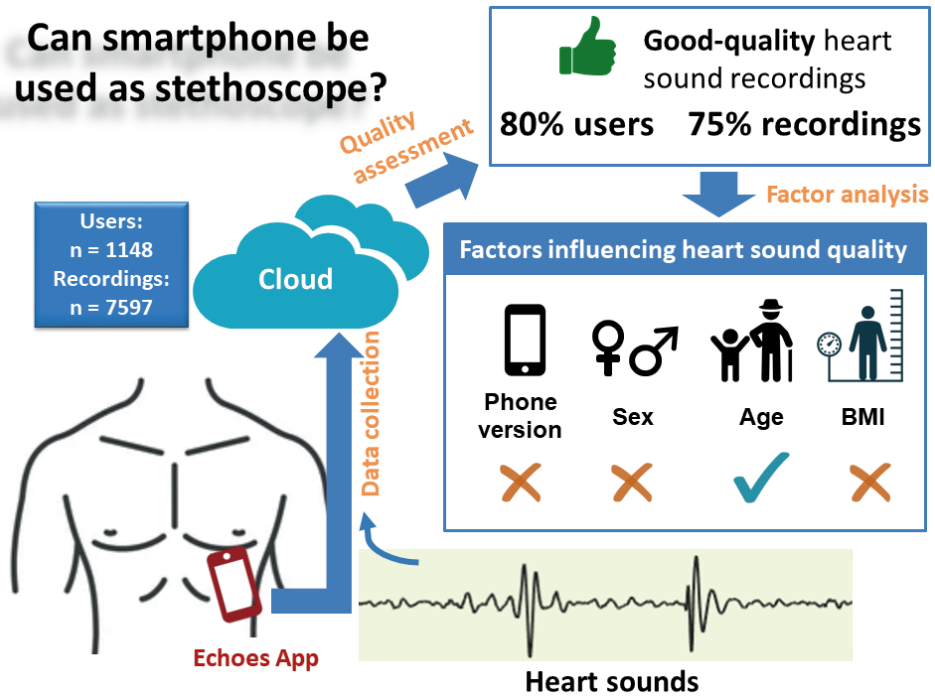 Can smartphone be
used as stethoscope?
Good-quality heart
sound recordings
80% users 75% recordings
Quality
assessment
Factor analysis
Users:
n = 1148
Recordings:
n = 7597
Cloud
Factors influencing heart sound quality
Phone
version
Sex
Age
BMI
Data collection
Echoes App
Heart sounds